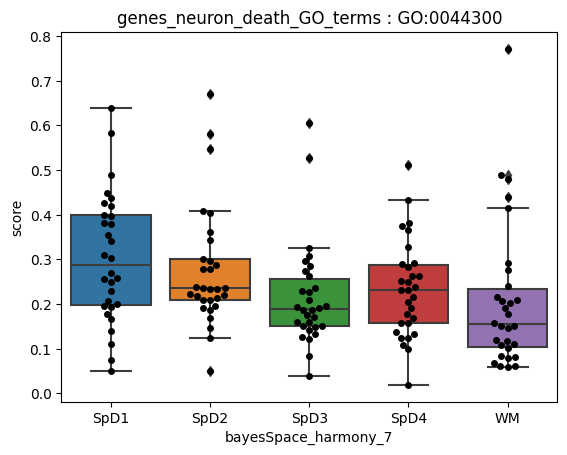 genes_neuron_death_GO_terms : GO:0044300
0.8
0.7
0.6
0.5
0.4
0.3
0.2
0.1
0.0
score
SpD1 SpD2 SpD3 SpD4 WM
bayesSpace_harmony_7